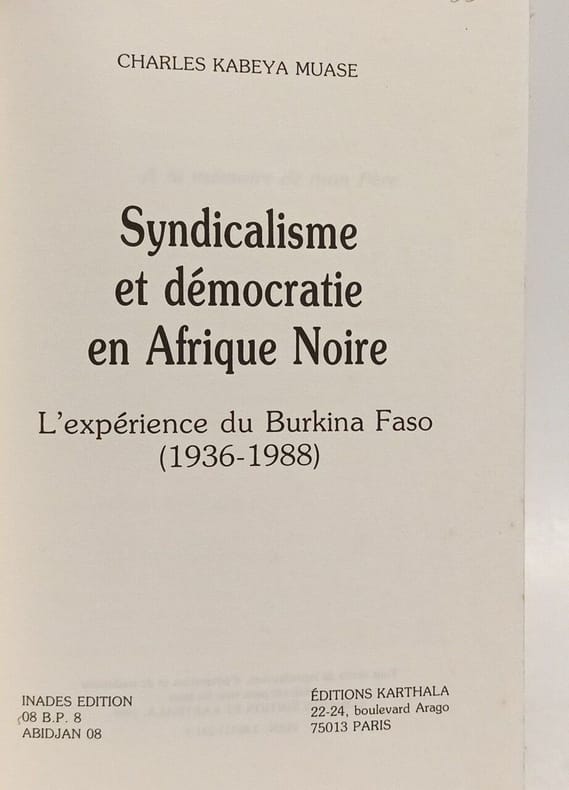 CHARLES KABEYA MUASE
Syndicalisme
et démocratie
en Afrique Noire
L'expérience du Burkina Faso
(1936-1988)
INADES EDITION
08 B.P. 8
ABIDJAN 08
ÉDITIONS KARTHALA
22-24, boulevard Arago
75013 PARIS